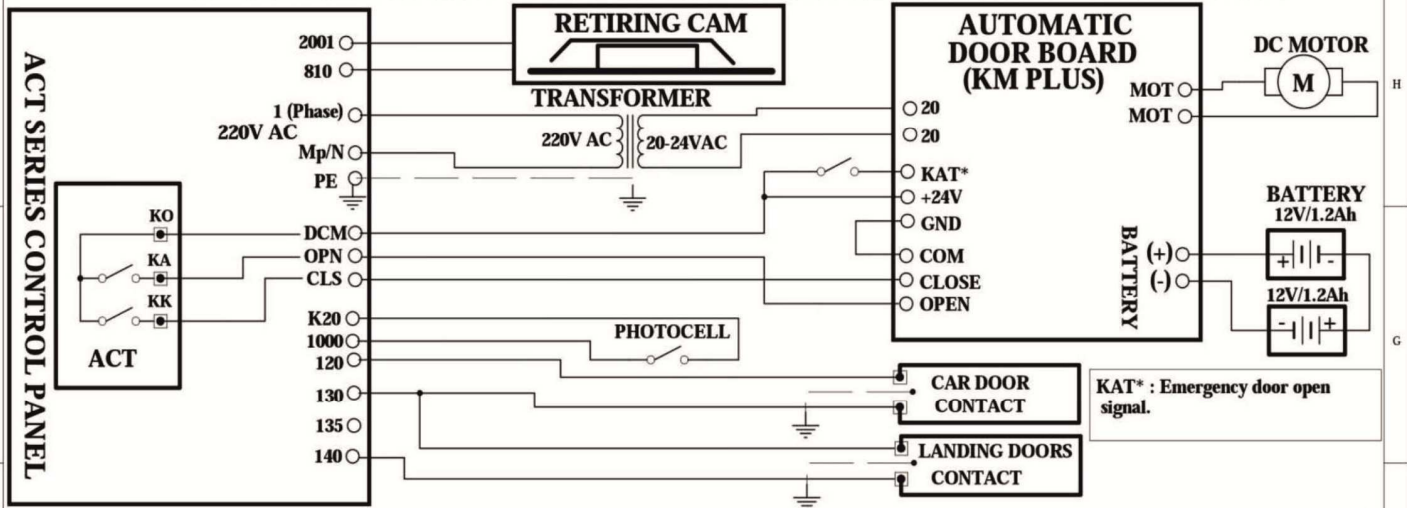 ACT SERIES CONTROL PANEL
2001
810
1 (Phase)
220V AC
Mp/N
PE
KO
KA
KK
ACT
DCM
OPN
CLS
K20
1000
120
130
135
140
RETIRING CAM
TRANSFORMER
220V AC
20-24VAC
PHOTOCELL
AUTOMATIC
DOOR BOARD
(KM PLUS)
20
20
KAT*
+24V
GND
COM
CLOSE
OPEN
MOT
MOT
BATTERY
(+)
(-)
DC MOTOR
M
BATTERY
12V/1.2Ah
+ -
12V/1.2Ah
- +
CAR DOOR
CONTACT
LANDING DOORS
CONTACT
KAT* : Emergency door open
signal.
H
G